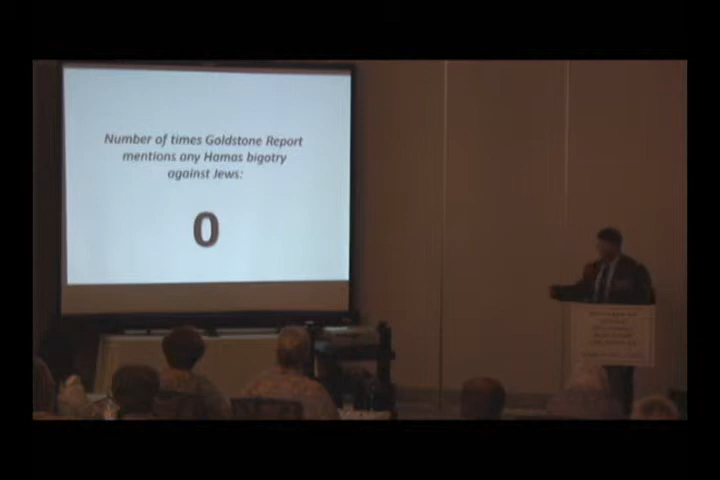 Number of times Goldstone Report
mentions any Hamas bigotry
against Jews:
0